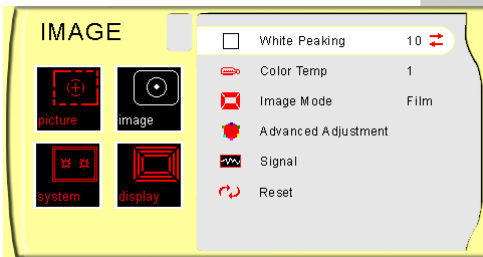 IMAGE
picture
image
system
display
White Peaking 10
Color Temp 1
Image Mode Film
Advanced Adjustment
Signal
Reset